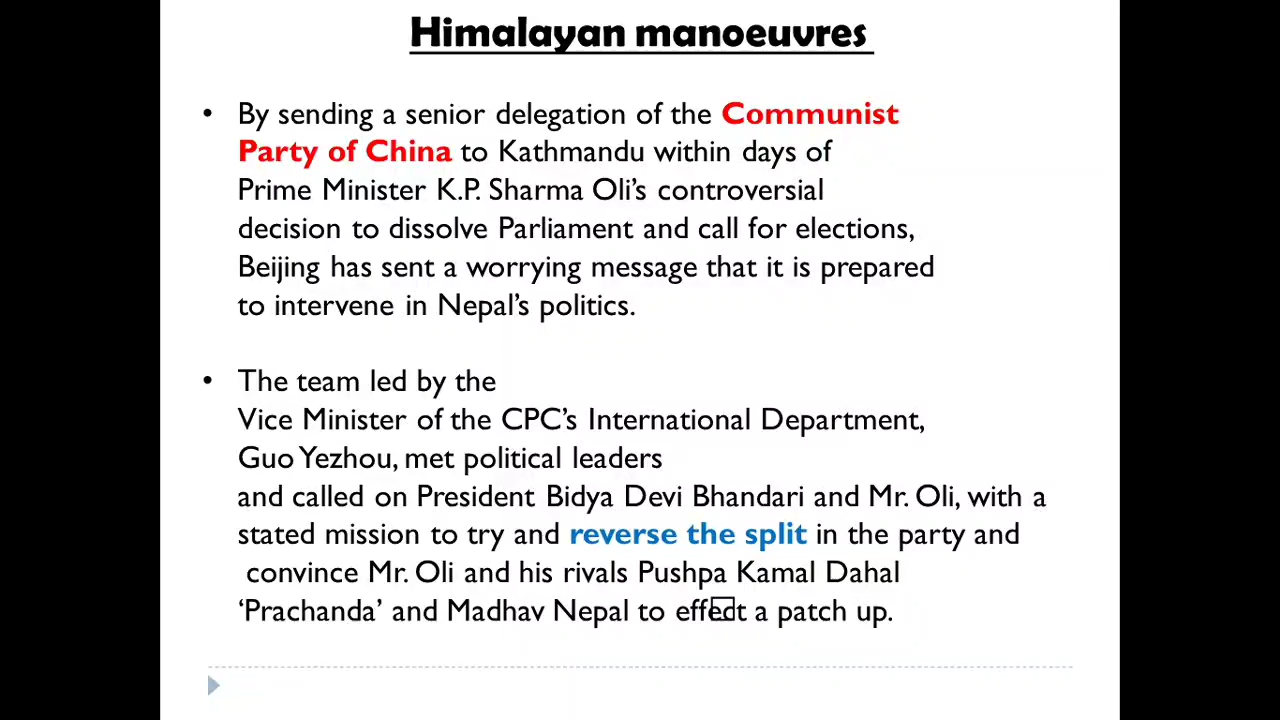 Himalayan manoeuvres
• By sending a senior delegation of the Communist
Party of China to Kathmandu within days of
Prime Minister K.P. Sharma Oli’s controversial
decision to dissolve Parliament and call for elections,
Beijing has sent a worrying message that it is prepared
to intervene in Nepal’s politics.
• The team led by the
Vice Minister of the CPC’s International Department,
Guo Yezhou, met political leaders
and called on President Bidya Devi Bhandari and Mr. Oli, with a
stated mission to try and reverse the split in the party and
convince Mr. Oli and his rivals Pushpa Kamal Dahal
‘Prachanda’ and Madhav Nepal to effect a patch up.